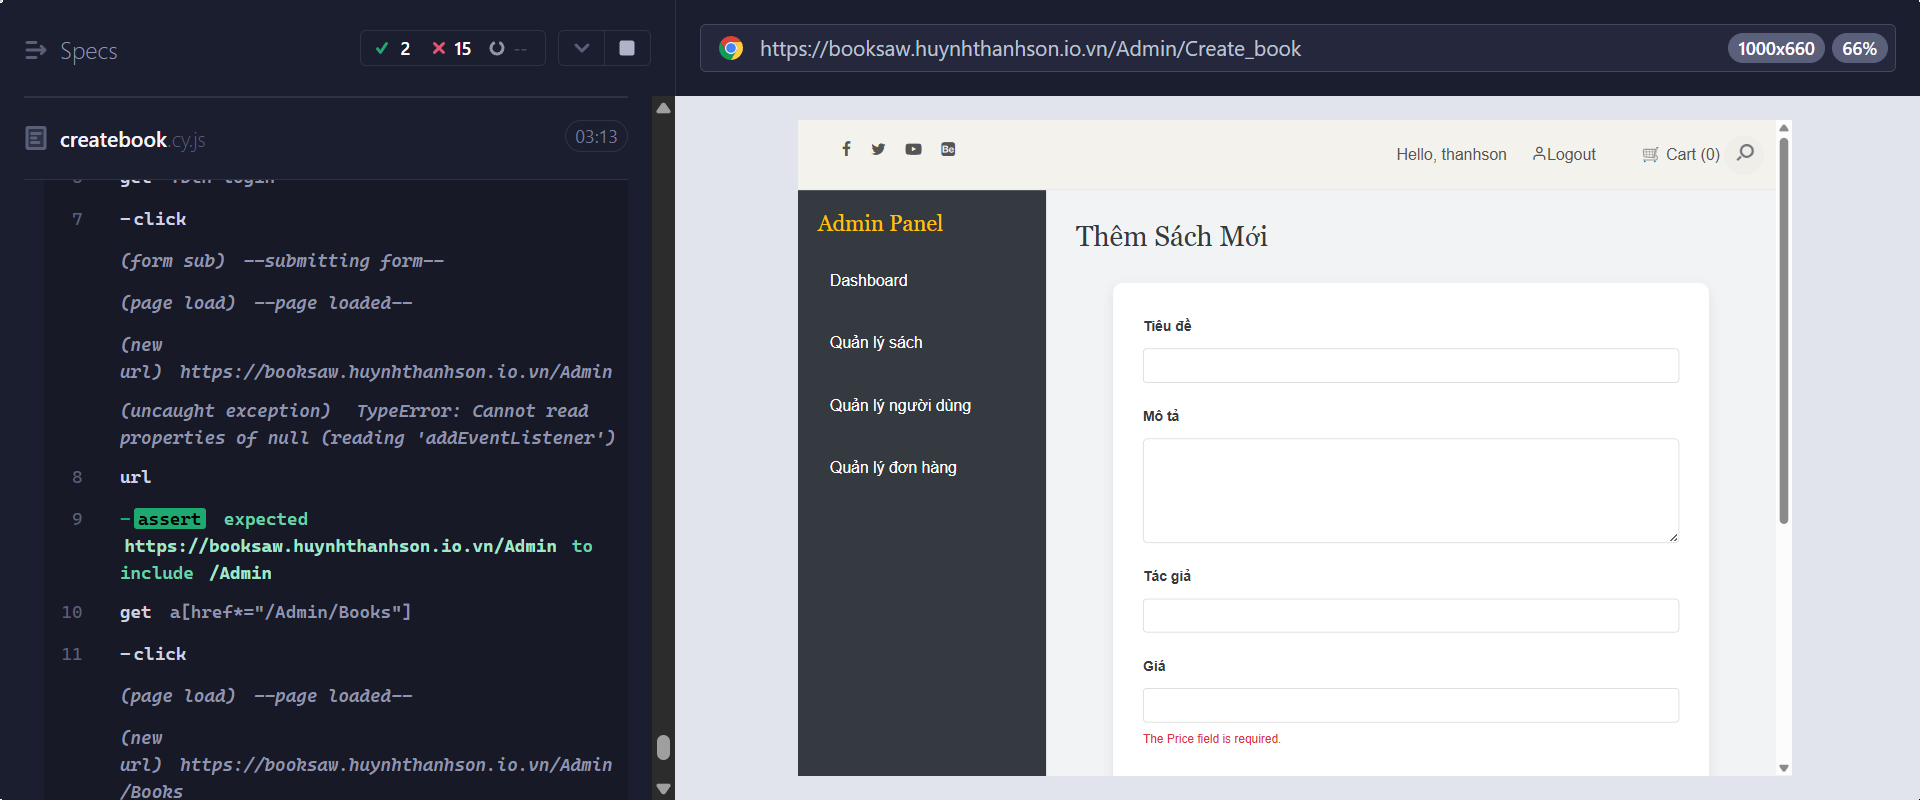 Specs
2
15
--
createbook.cy.js
03:13
get .btn-login
7
-click
(form sub) --submitting form--
(page load) --page loaded--
(new
url) https://booksaw.huynhthanhson.io.vn/Admin
(uncaught exception) TypeError: Cannot read
properties of null (reading 'addEventListener')
8
url
9
-assert expected
https://booksaw.huynhthanhson.io.vn/Admin to
include /Admin
10
get a[href*="/Admin/Books"]
11
-click
(page load) --page loaded--
(new
url) https://booksaw.huynhthanhson.io.vn/Admin
/Books
https://booksaw.huynhthanhson.io.vn/Admin/Create_book
1000x660
66%
Hello, thanhson
Logout
Cart (0)
Admin Panel
Dashboard
Quản lý sách
Quản lý người dùng
Quản lý đơn hàng
Thêm Sách Mới
Tiêu đề
Mô tả
Tác giả
Giá
The Price field is required.